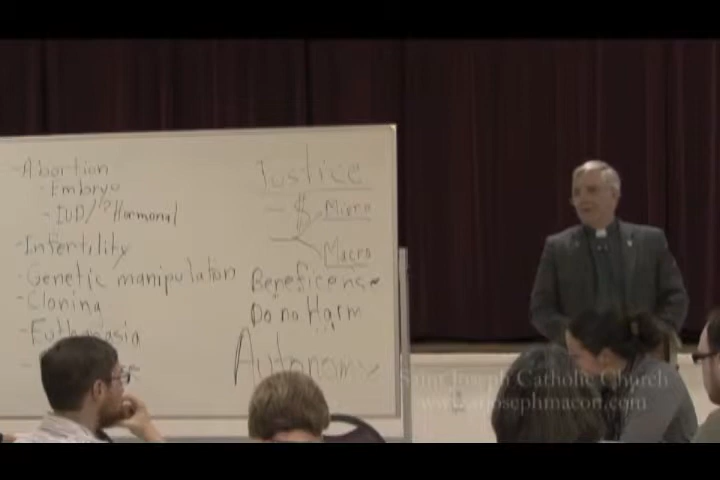 - Abortion
- Embryo
- IUD/? Hormonal
- Infertility
- Genetic manipulation
- Cloning
- Euthanasia
-
Justice
- $ Micro
Macro
Beneficense
Do no Harm
Autonomy
Saint Joseph Catholic Church
www.stjosephmacon.com